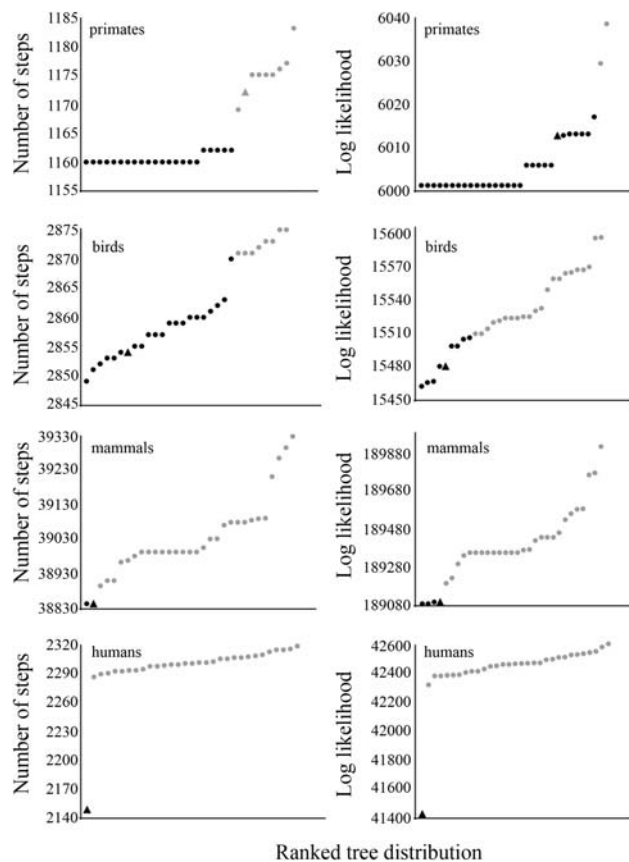 Number of steps
primates
1185
1180
1175
1170
1165
1160
1155
Log likelihood
primates
6040
6030
6020
6010
6000
Number of steps
birds
2875
2870
2865
2860
2855
2850
2845
Log likelihood
birds
15600
15570
15540
15510
15480
15450
Number of steps
mammals
39330
39230
39130
39030
38930
38830
Log likelihood
mammals
189880
189680
189480
189280
189080
Number of steps
humans
2320
2290
2260
2230
2200
2170
2140
Log likelihood
humans
42600
42400
42200
42000
41800
41600
41400
Ranked tree distribution